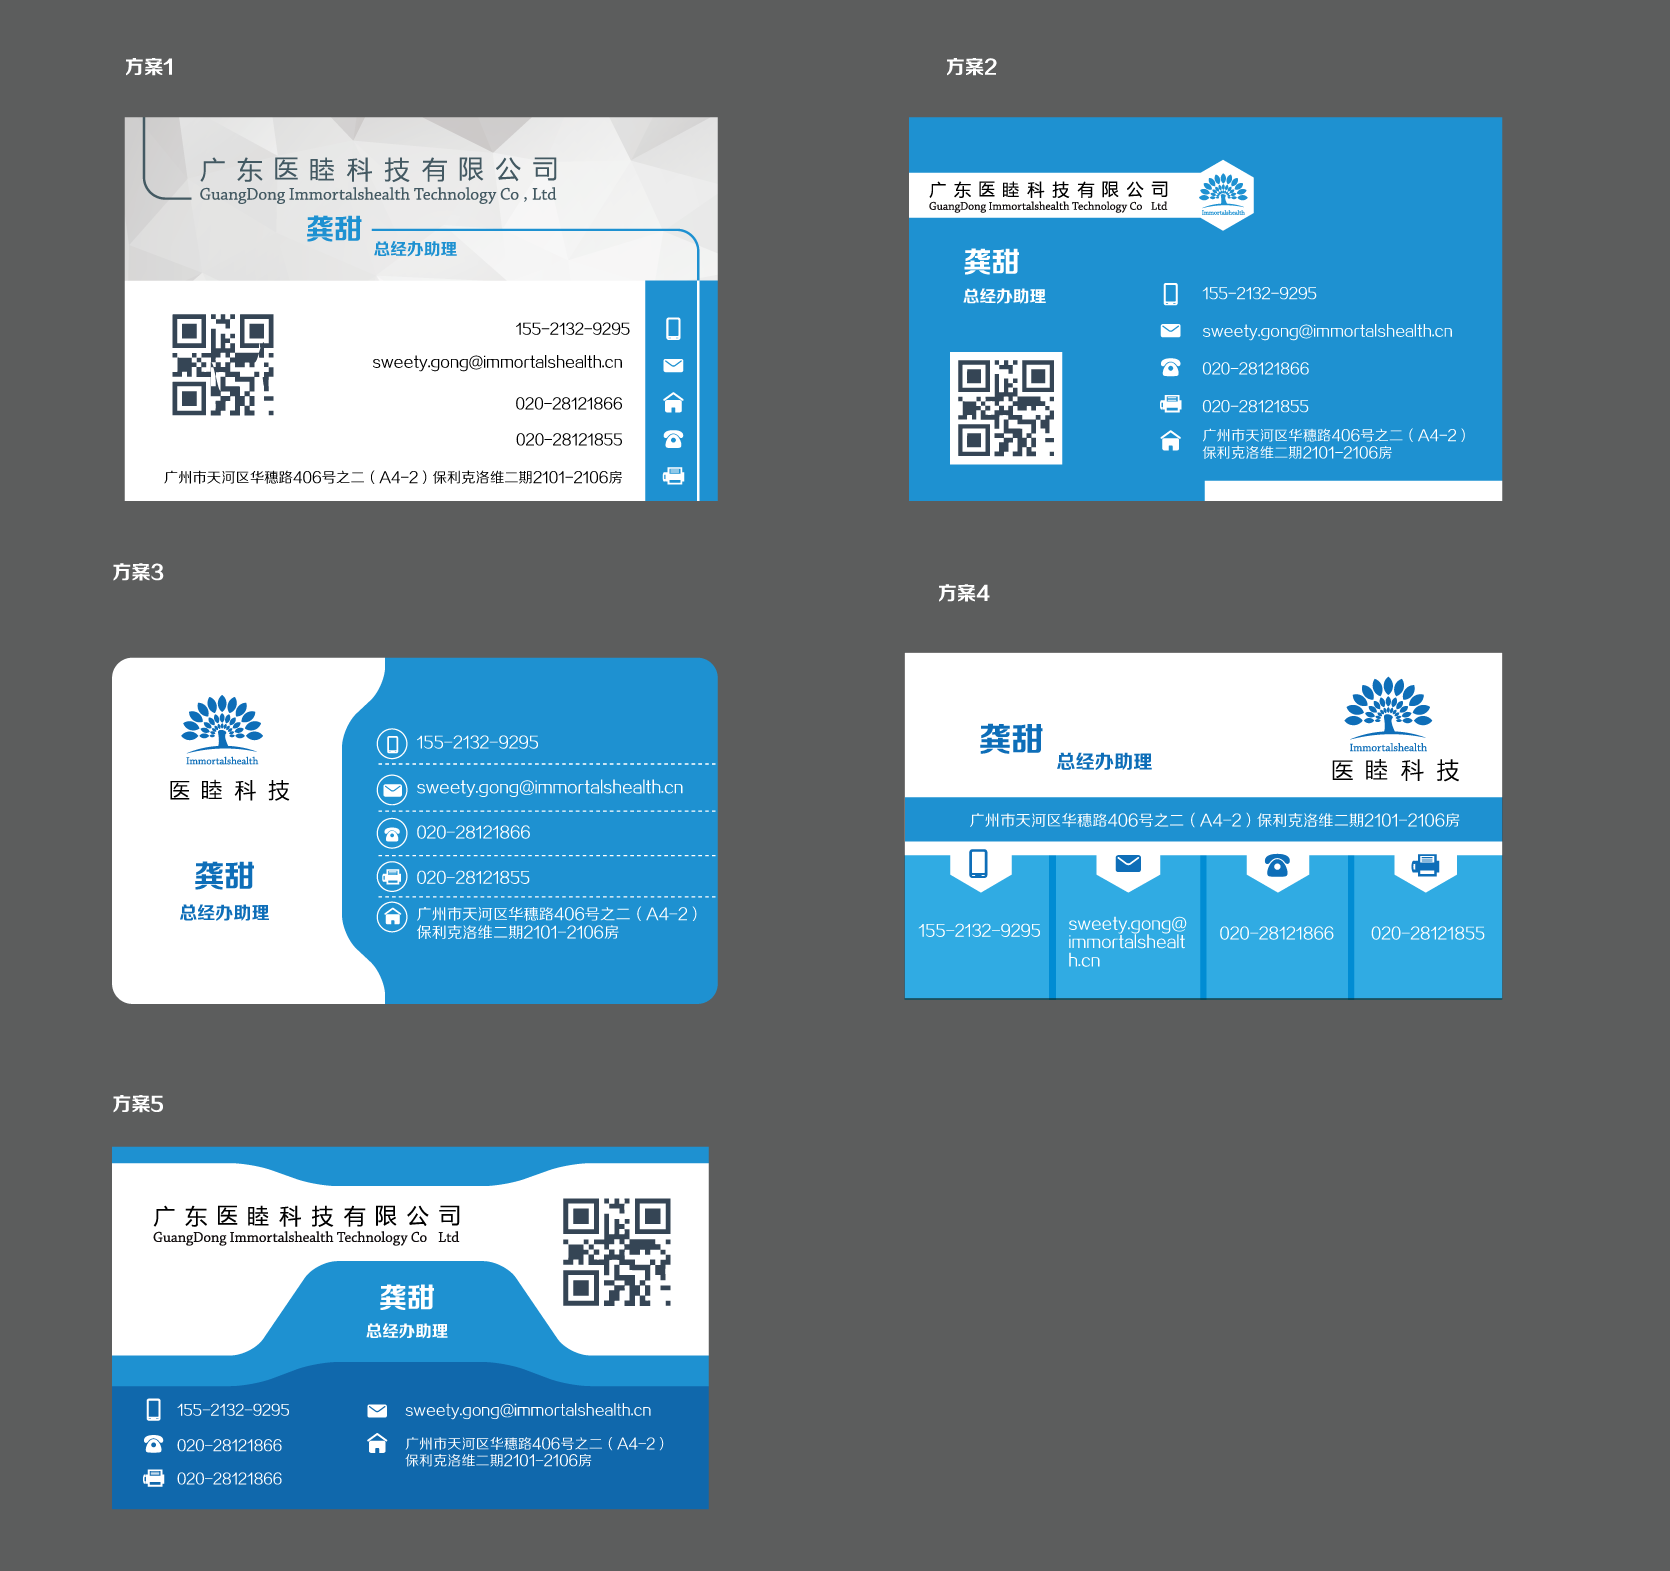 方案1
广东医睦科技有限公司
GuangDong Immortalshealth Technology Co , Ltd
龚甜
总经办助理
155-2132-9295
sweety.gong@immortalshealth.cn
020-28121866
020-28121855
广州市天河区华穗路406号之二（A4-2）保利克洛维二期2101-2106房
方案2
广东医睦科技有限公司
GuangDong Immortalshealth Technology Co Ltd
Immortalshealth
龚甜
总经办助理
155-2132-9295
sweety.gong@immortalshealth.cn
020-28121866
020-28121855
广州市天河区华穗路406号之二（A4-2）
保利克洛维二期2101-2106房
方案3
Immortalshealth
医睦科技
龚甜
总经办助理
155-2132-9295
sweety.gong@immortalshealth.cn
020-28121866
020-28121855
广州市天河区华穗路406号之二（A4-2）
保利克洛维二期2101-2106房
方案4
龚甜
总经办助理
Immortalshealth
医睦科技
广州市天河区华穗路406号之二（A4-2）保利克洛维二期2101-2106房
155-2132-9295
sweety.gong@
immortalshealt
h.cn
020-28121866
020-28121855
方案5
广东医睦科技有限公司
GuangDong Immortalshealth Technology Co Ltd
龚甜
总经办助理
155-2132-9295
020-28121866
020-28121866
sweety.gong@immortalshealth.cn
广州市天河区华穗路406号之二（A4-2）
保利克洛维二期2101-2106房